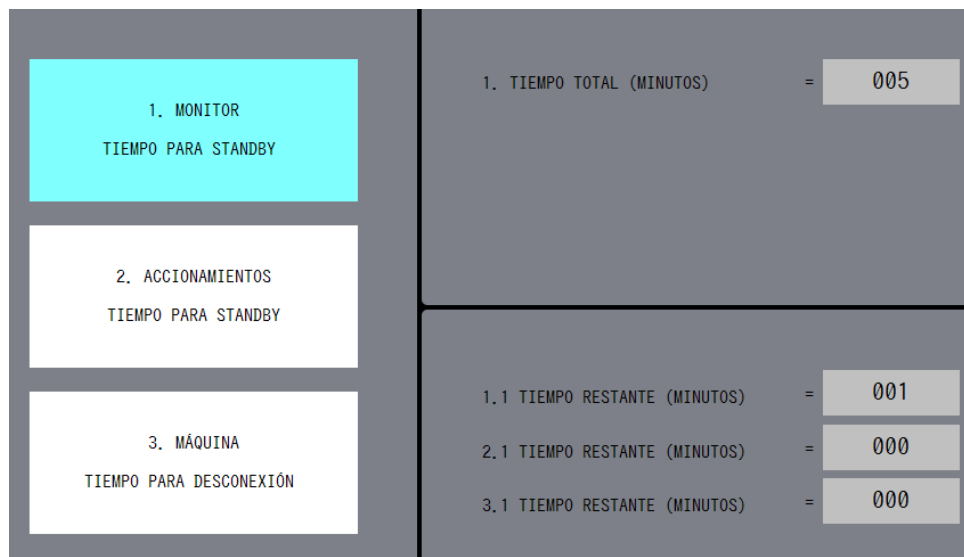 1. MONITOR
TIEMPO PARA STANDBY
2. ACCIONAMIENTOS
TIEMPO PARA STANDBY
3. MÁQUINA
TIEMPO PARA DESCONEXIÓN
1. TIEMPO TOTAL (MINUTOS) = 005
1.1 TIEMPO RESTANTE (MINUTOS) = 001
2.1 TIEMPO RESTANTE (MINUTOS) = 000
3.1 TIEMPO RESTANTE (MINUTOS) = 000